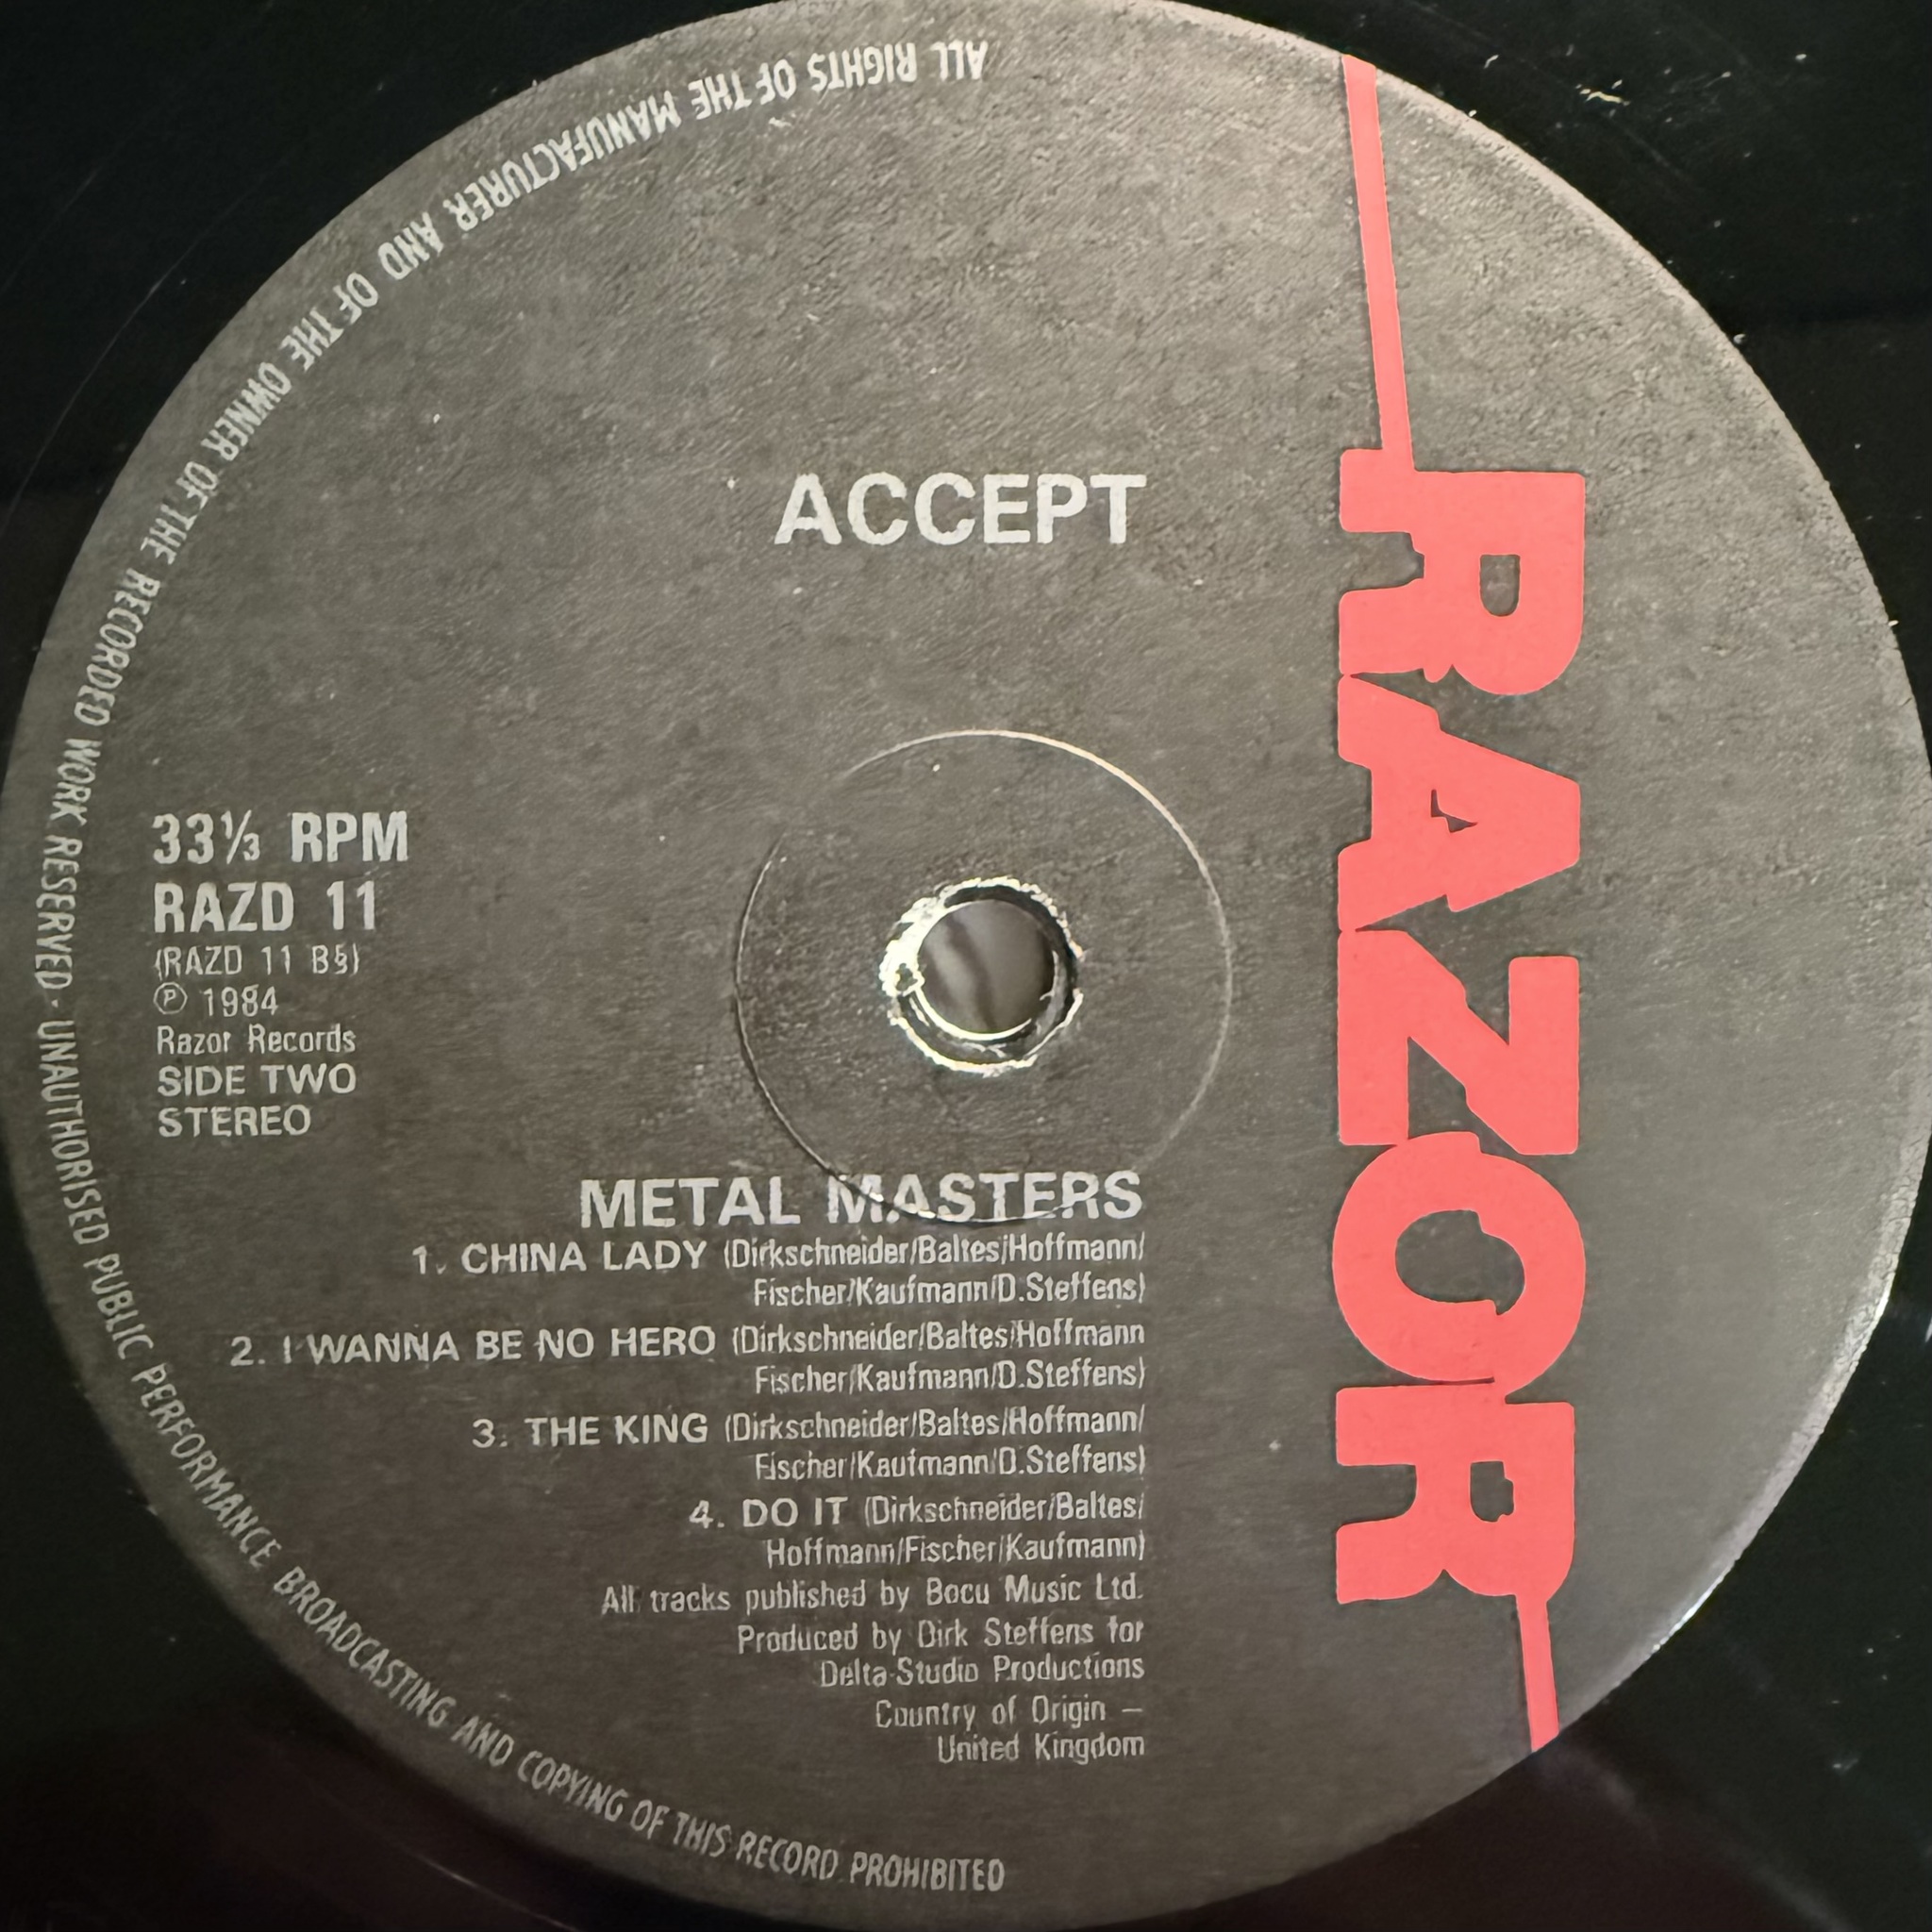 ALL RIGHTS OF THE MANUFACTURER AND OF THE OWNER OF THE RECORDED WORK RESERVED · UNAUTHORISED PUBLIC PERFORMANCE BROADCASTING AND COPYING OF THIS RECORD PROHIBITED
ACCEPT
RAZOR
33⅓ RPM
RAZD 11
(RAZD 11 B§)
℗ 1984
Razor Records
SIDE TWO
STEREO
METAL MASTERS
1. CHINA LADY (Dirkschneider/Baltes/Hoffmann/
Fischer/Kaufmann/D.Steffens)
2. I WANNA BE NO HERO (Dirkschneider/Baltes/Hoffmann
Fischer/Kaufmann/D.Steffens)
3. THE KING (Dirkschneider/Baltes/Hoffmann/
Fischer/Kaufmann/D.Steffens)
4. DO IT (Dirkschneider/Baltes/
Hoffmann/Fischer/Kaufmann)
All tracks published by Bocu Music Ltd.
Produced by Dirk Steffens for
Delta-Studio Productions
Country of Origin –
United Kingdom